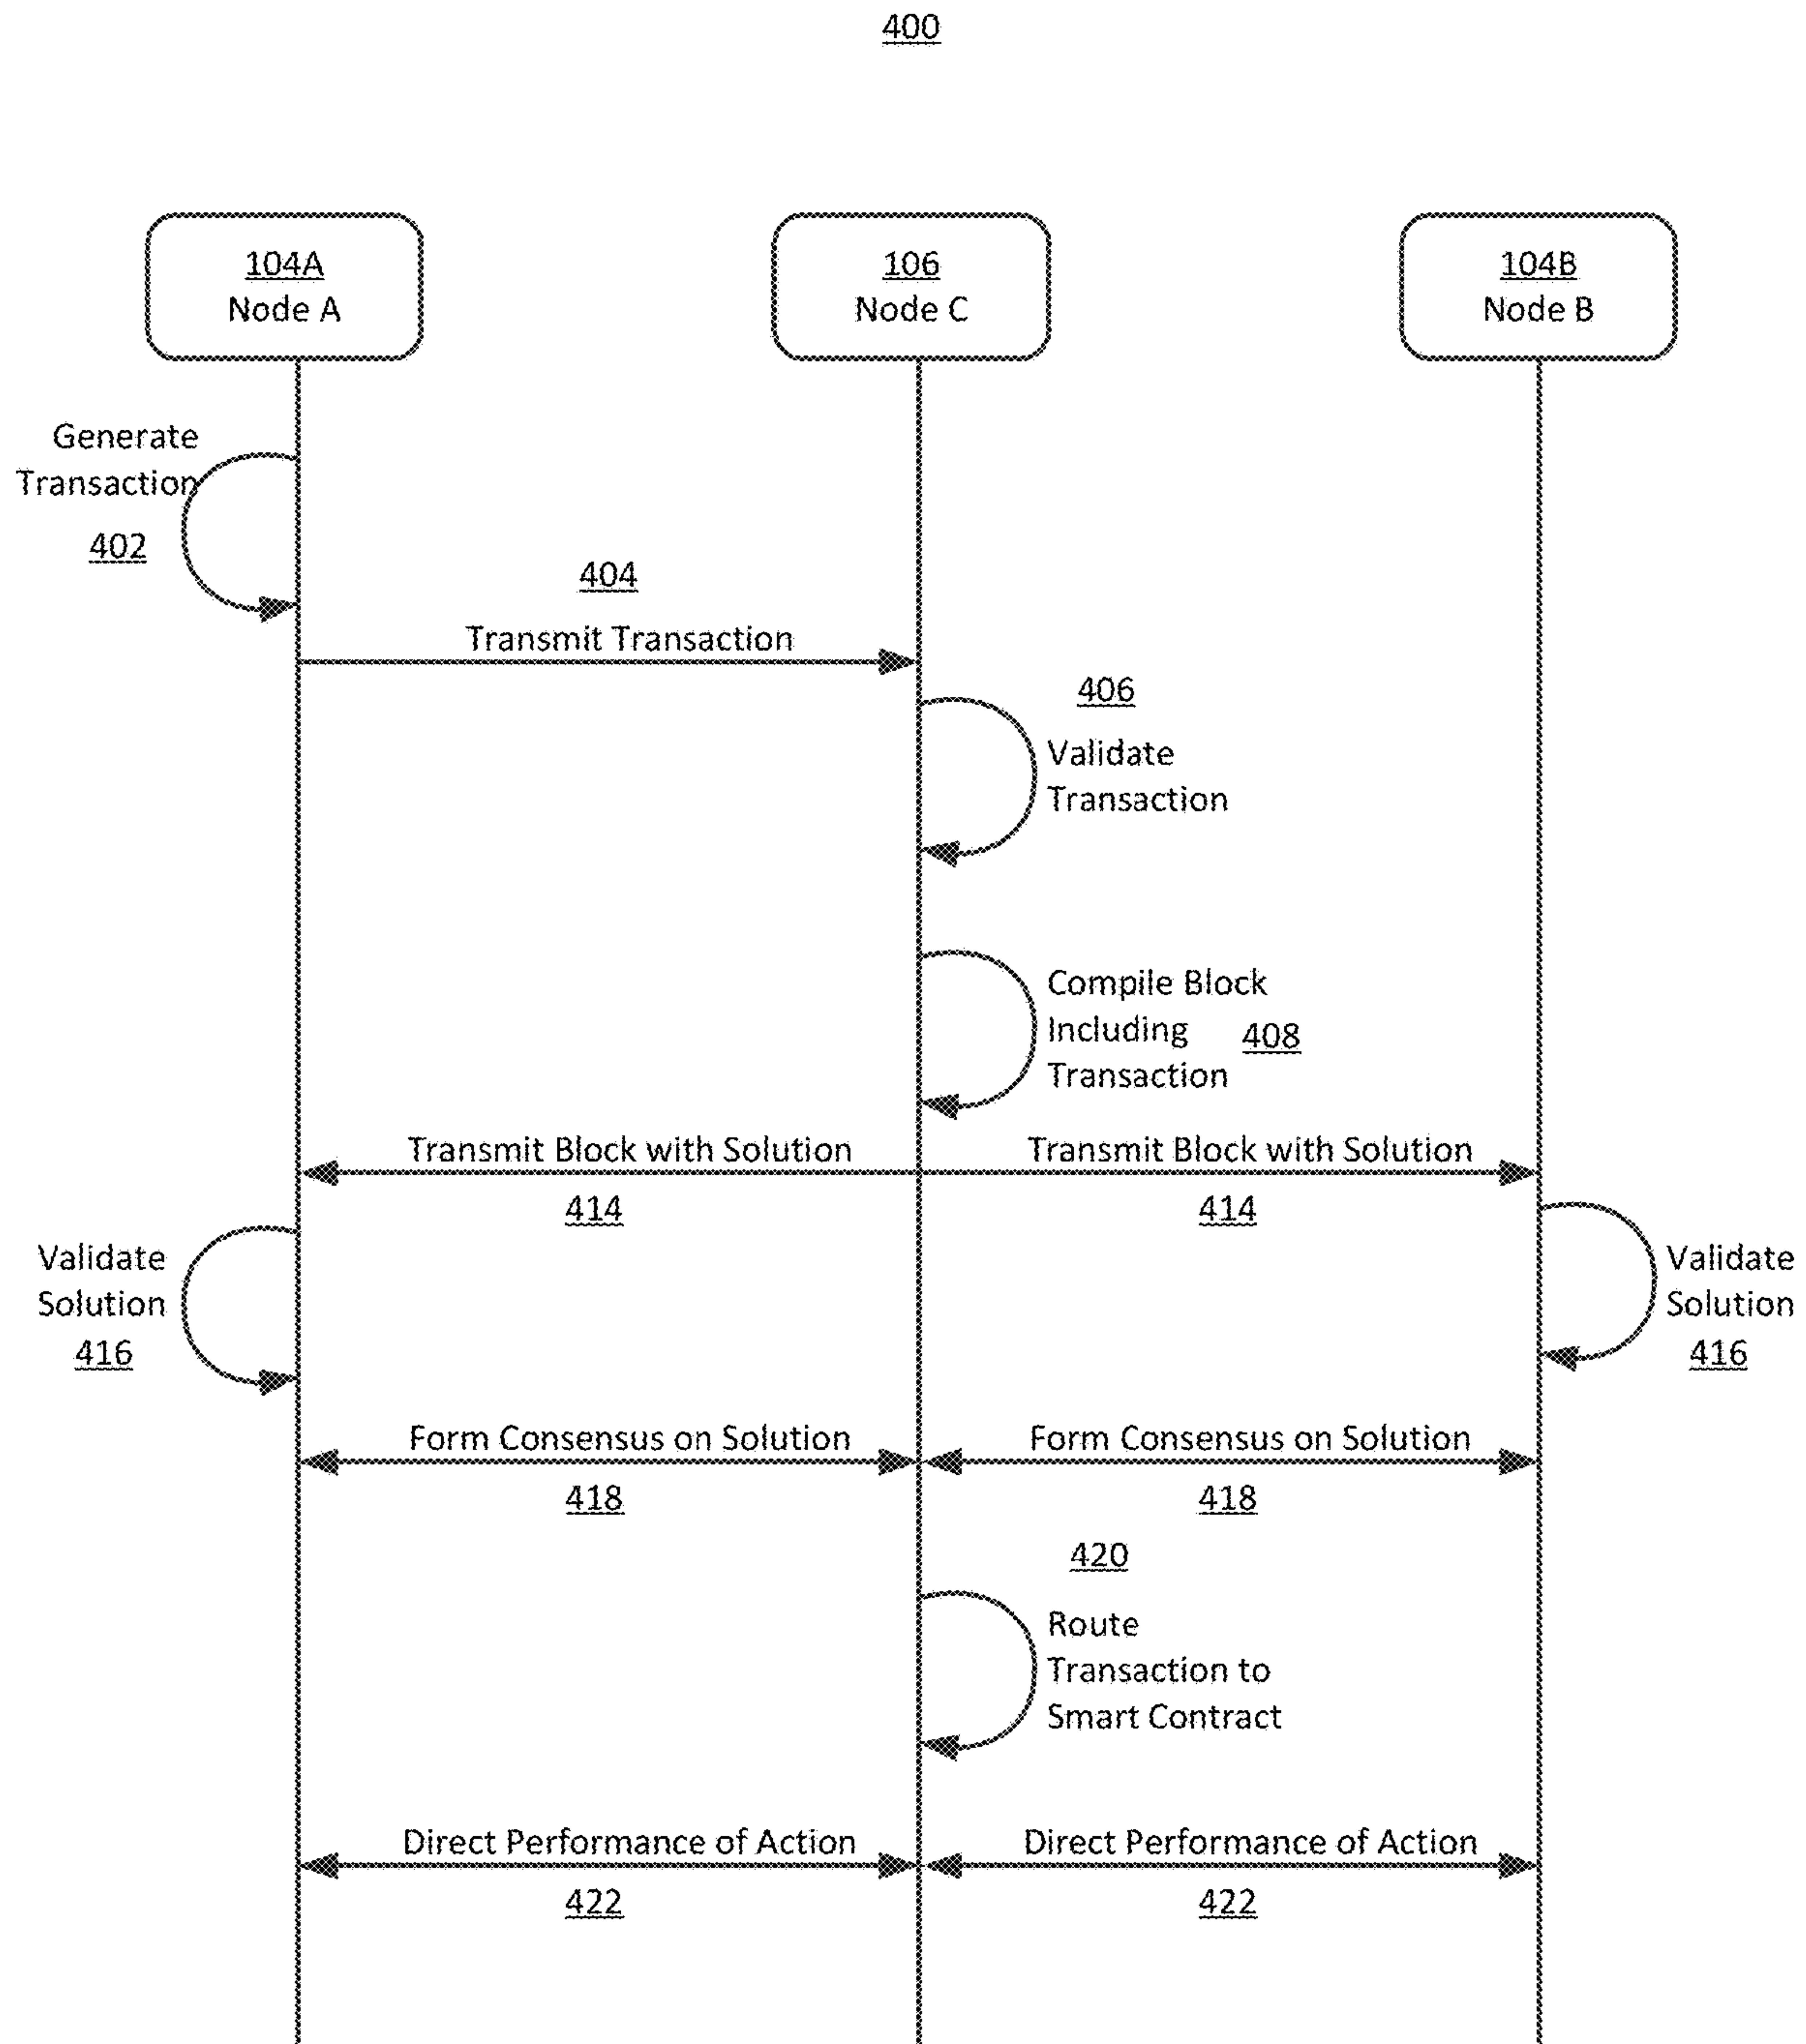 400
104A
Node A
106
Node C
104B
Node B
Generate
Transaction
402
404
Transmit Transaction
406
Validate
Transaction
Compile Block
Including
408
Transaction
Transmit Block with Solution
Transmit Block with Solution
414
414
Validate
Solution
416
Validate
Solution
416
Form Consensus on Solution
Form Consensus on Solution
418
418
420
Route
Transaction to
Smart Contract
Direct Performance of Action
Direct Performance of Action
422
422